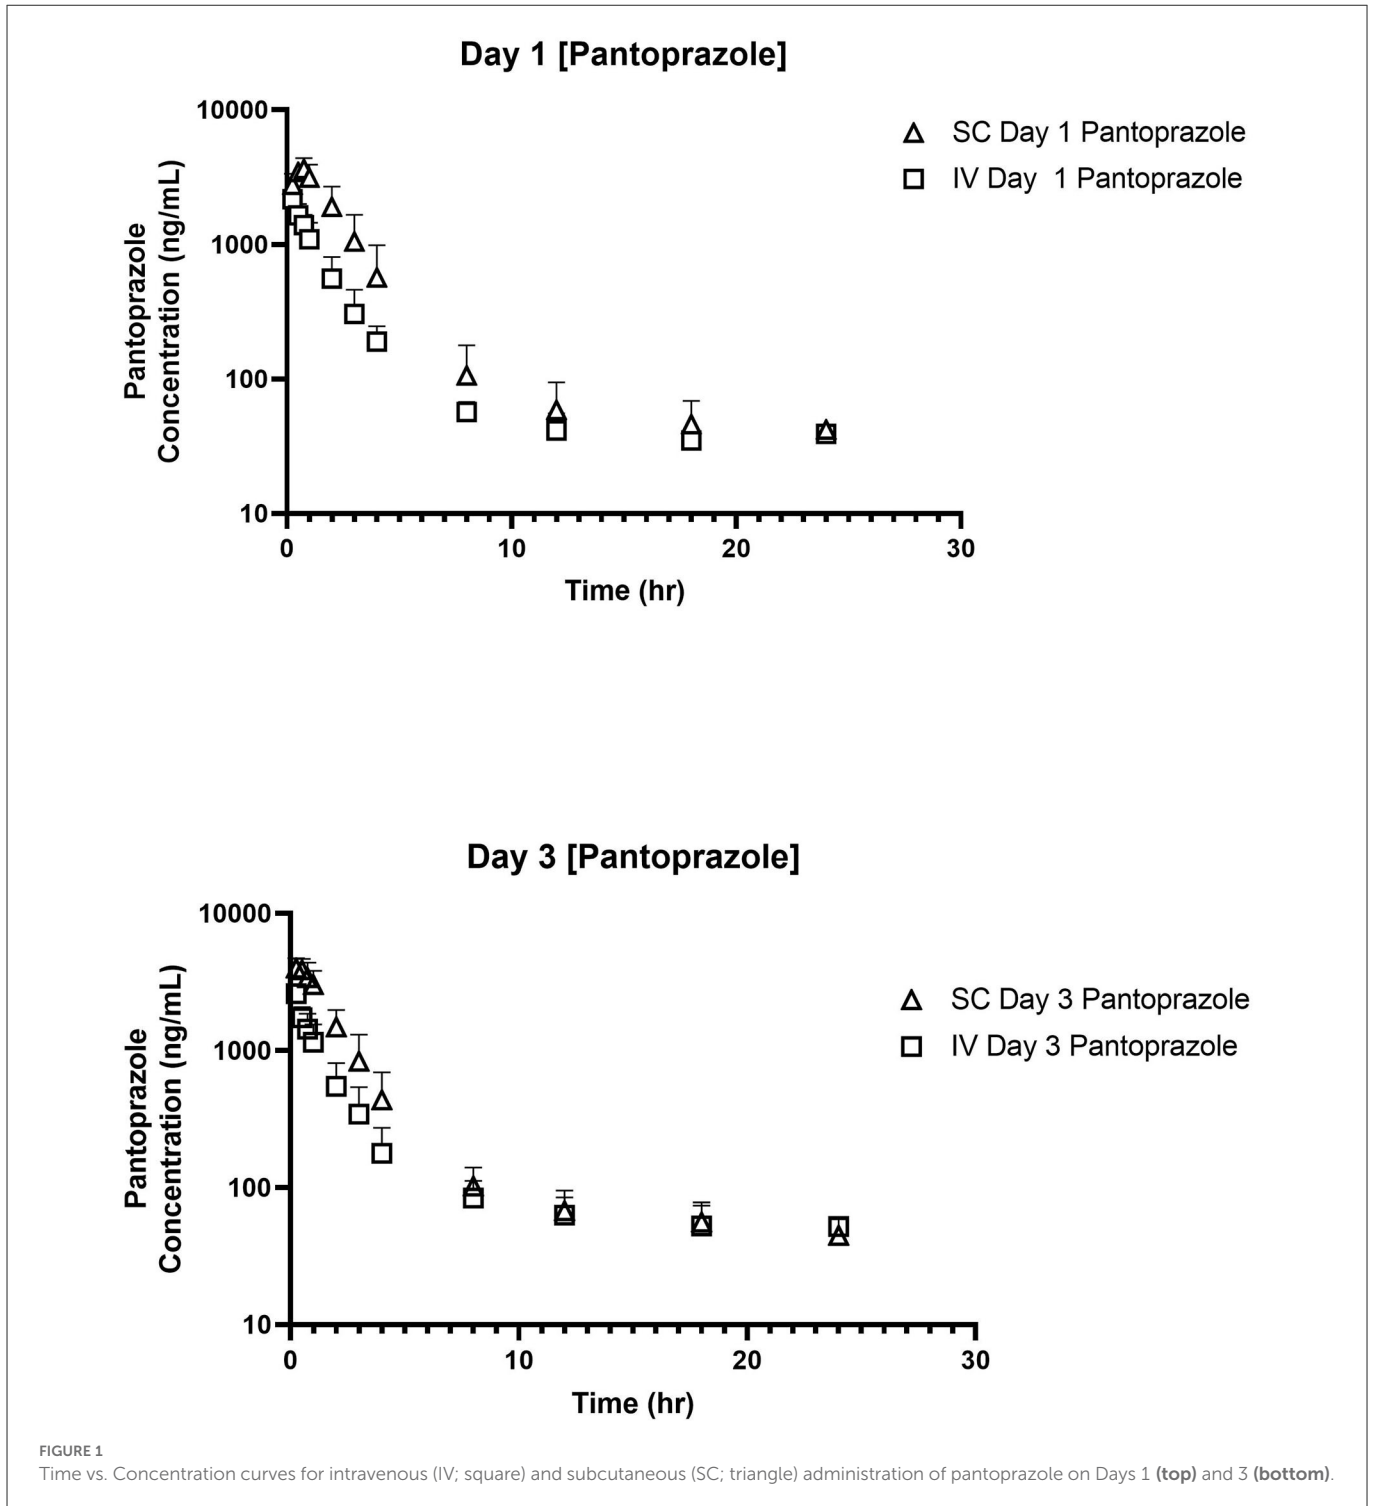 Day 1 [Pantoprazole]
10000
1000
100
10
Pantoprazole
Concentration (ng/mL)
SC Day 1 Pantoprazole
IV Day  1 Pantoprazole
0
10
20
30
Time (hr)
Day 3 [Pantoprazole]
10000
1000
100
10
Pantoprazole
Concentration (ng/mL)
SC Day 3 Pantoprazole
IV Day 3 Pantoprazole
0
10
20
30
Time (hr)
FIGURE 1
Time vs. Concentration curves for intravenous (IV; square) and subcutaneous (SC; triangle) administration of pantoprazole on Days 1 (top) and 3 (bottom).